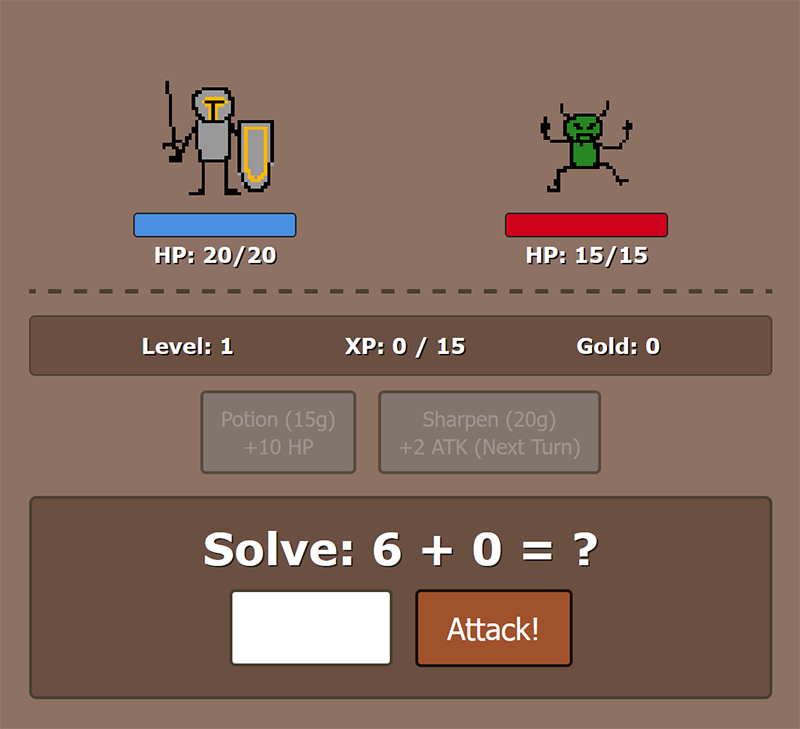 HP: 20/20
HP: 15/15
Level: 1 XP: 0 / 15 Gold: 0
Potion (15g)
+10 HP
Sharpen (20g)
+2 ATK (Next Turn)
Solve: 6 + 0 = ?
Attack!